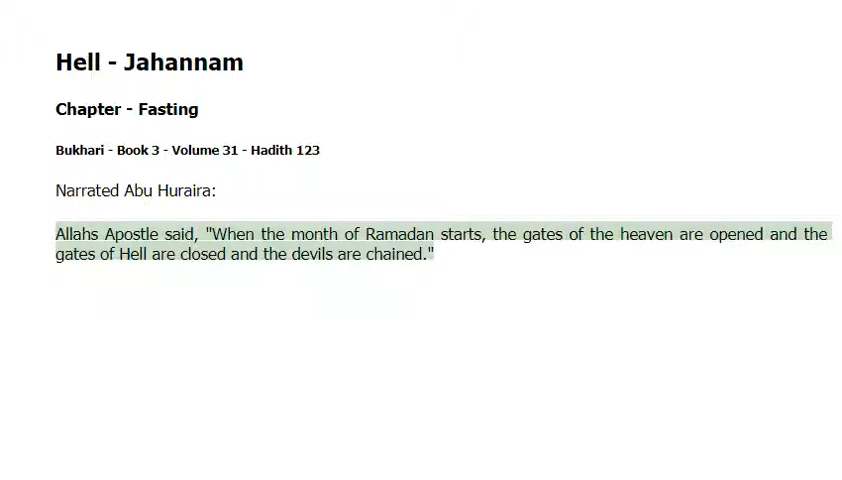 Hell - Jahannam
Chapter - Fasting
Bukhari - Book 3 - Volume 31 - Hadith 123
Narrated Abu Huraira:
Allahs Apostle said, "When the month of Ramadan starts, the gates of the heaven are opened and the
gates of Hell are closed and the devils are chained."